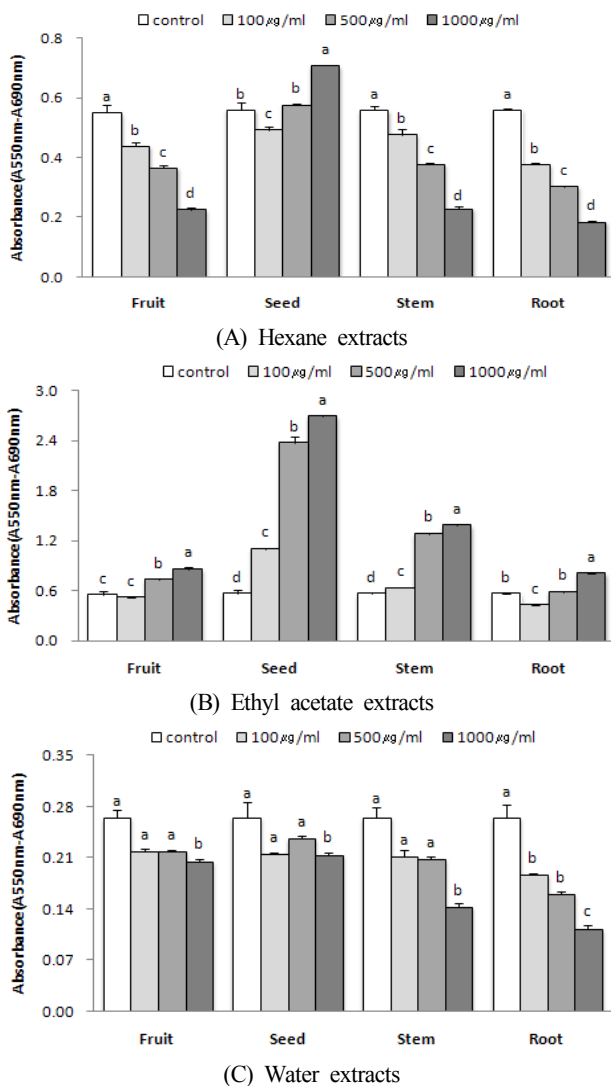 control 100㎍/ml 500㎍/ml 1000㎍/ml
Absorbance(A550nm-A690nm)
0.8
0.6
0.4
0.2
0.0
a b c d
b c b a
a b c d
a b c d
Fruit Seed Stem Root
(A) Hexane extracts
control 100㎍/ml 500㎍/ml 1000㎍/ml
Absorbance(A550nm-A690nm)
3.0
2.4
1.8
1.2
0.6
0.0
c c b a
d c b a
d c b a
b c b a
Fruit Seed Stem Root
(B) Ethyl acetate extracts
control 100㎍/ml 500㎍/ml 1000㎍/ml
Absorbance(A550nm-A690nm)
0.35
0.28
0.21
0.14
0.07
0.00
a a a b
a a a b
a a a b
a b b c
Fruit Seed Stem Root
(C) Water extracts